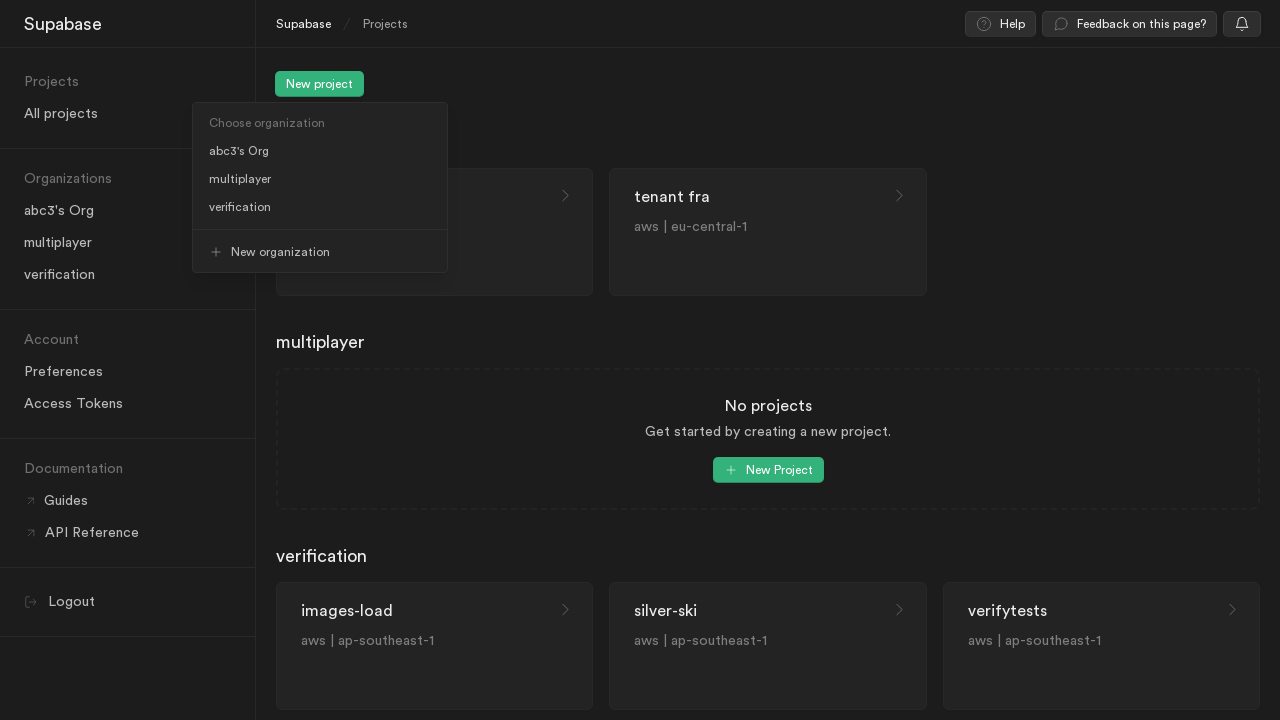 Supabase
Supabase / Projects
Help
Feedback on this page?
Projects
All projects
Organizations
abc3's Org
multiplayer
verification
Account
Preferences
Access Tokens
Documentation
Guides
API Reference
Logout
New project
Choose organization
abc3's Org
multiplayer
verification
New organization
tenant fra
aws | eu-central-1
multiplayer
No projects
Get started by creating a new project.
New Project
verification
images-load
aws | ap-southeast-1
silver-ski
aws | ap-southeast-1
verifytests
aws | ap-southeast-1